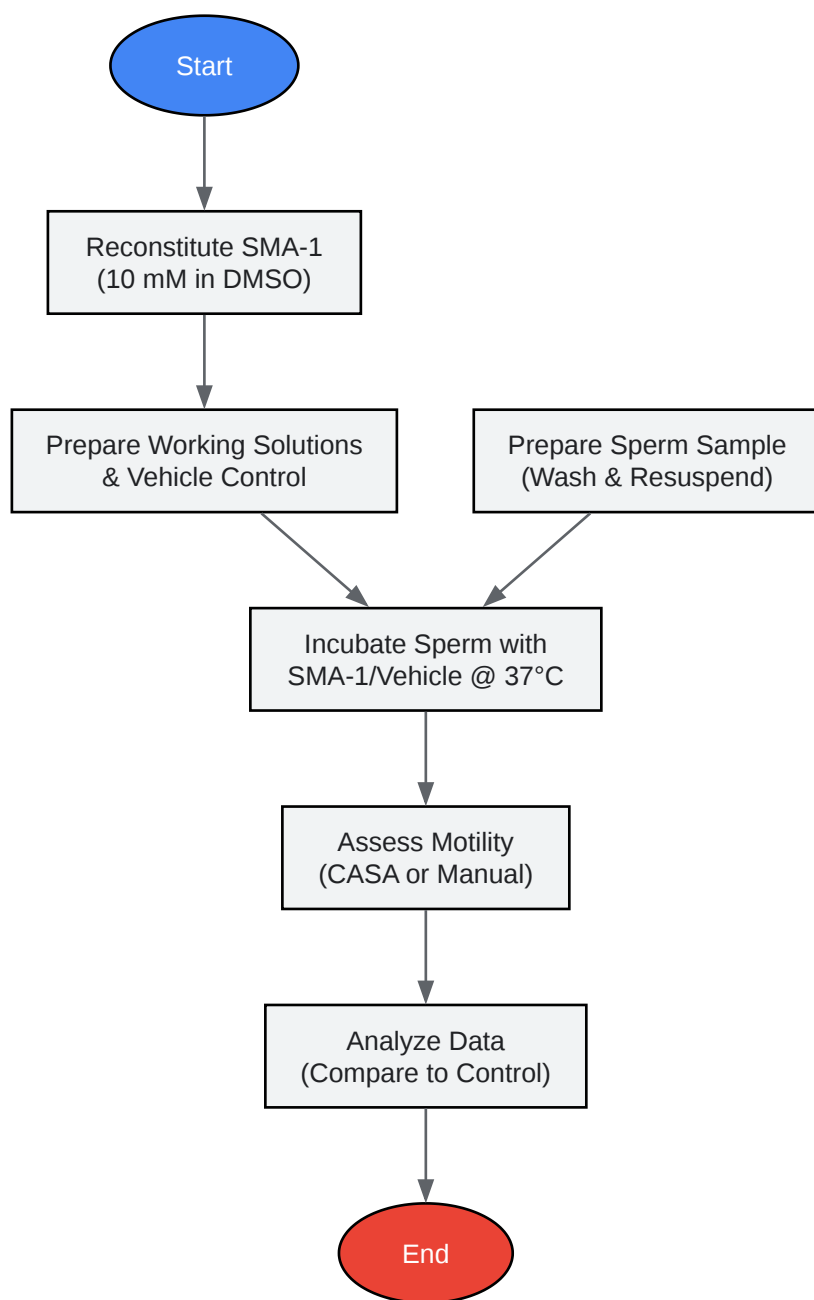 Start
Reconstitute SMA-1
(10 mM in DMSO)
Prepare Working Solutions
& Vehicle Control
Prepare Sperm Sample
(Wash & Resuspend)
Incubate Sperm with
SMA-1/Vehicle @ 37°C
Assess Motility
(CASA or Manual)
Analyze Data
(Compare to Control)
End